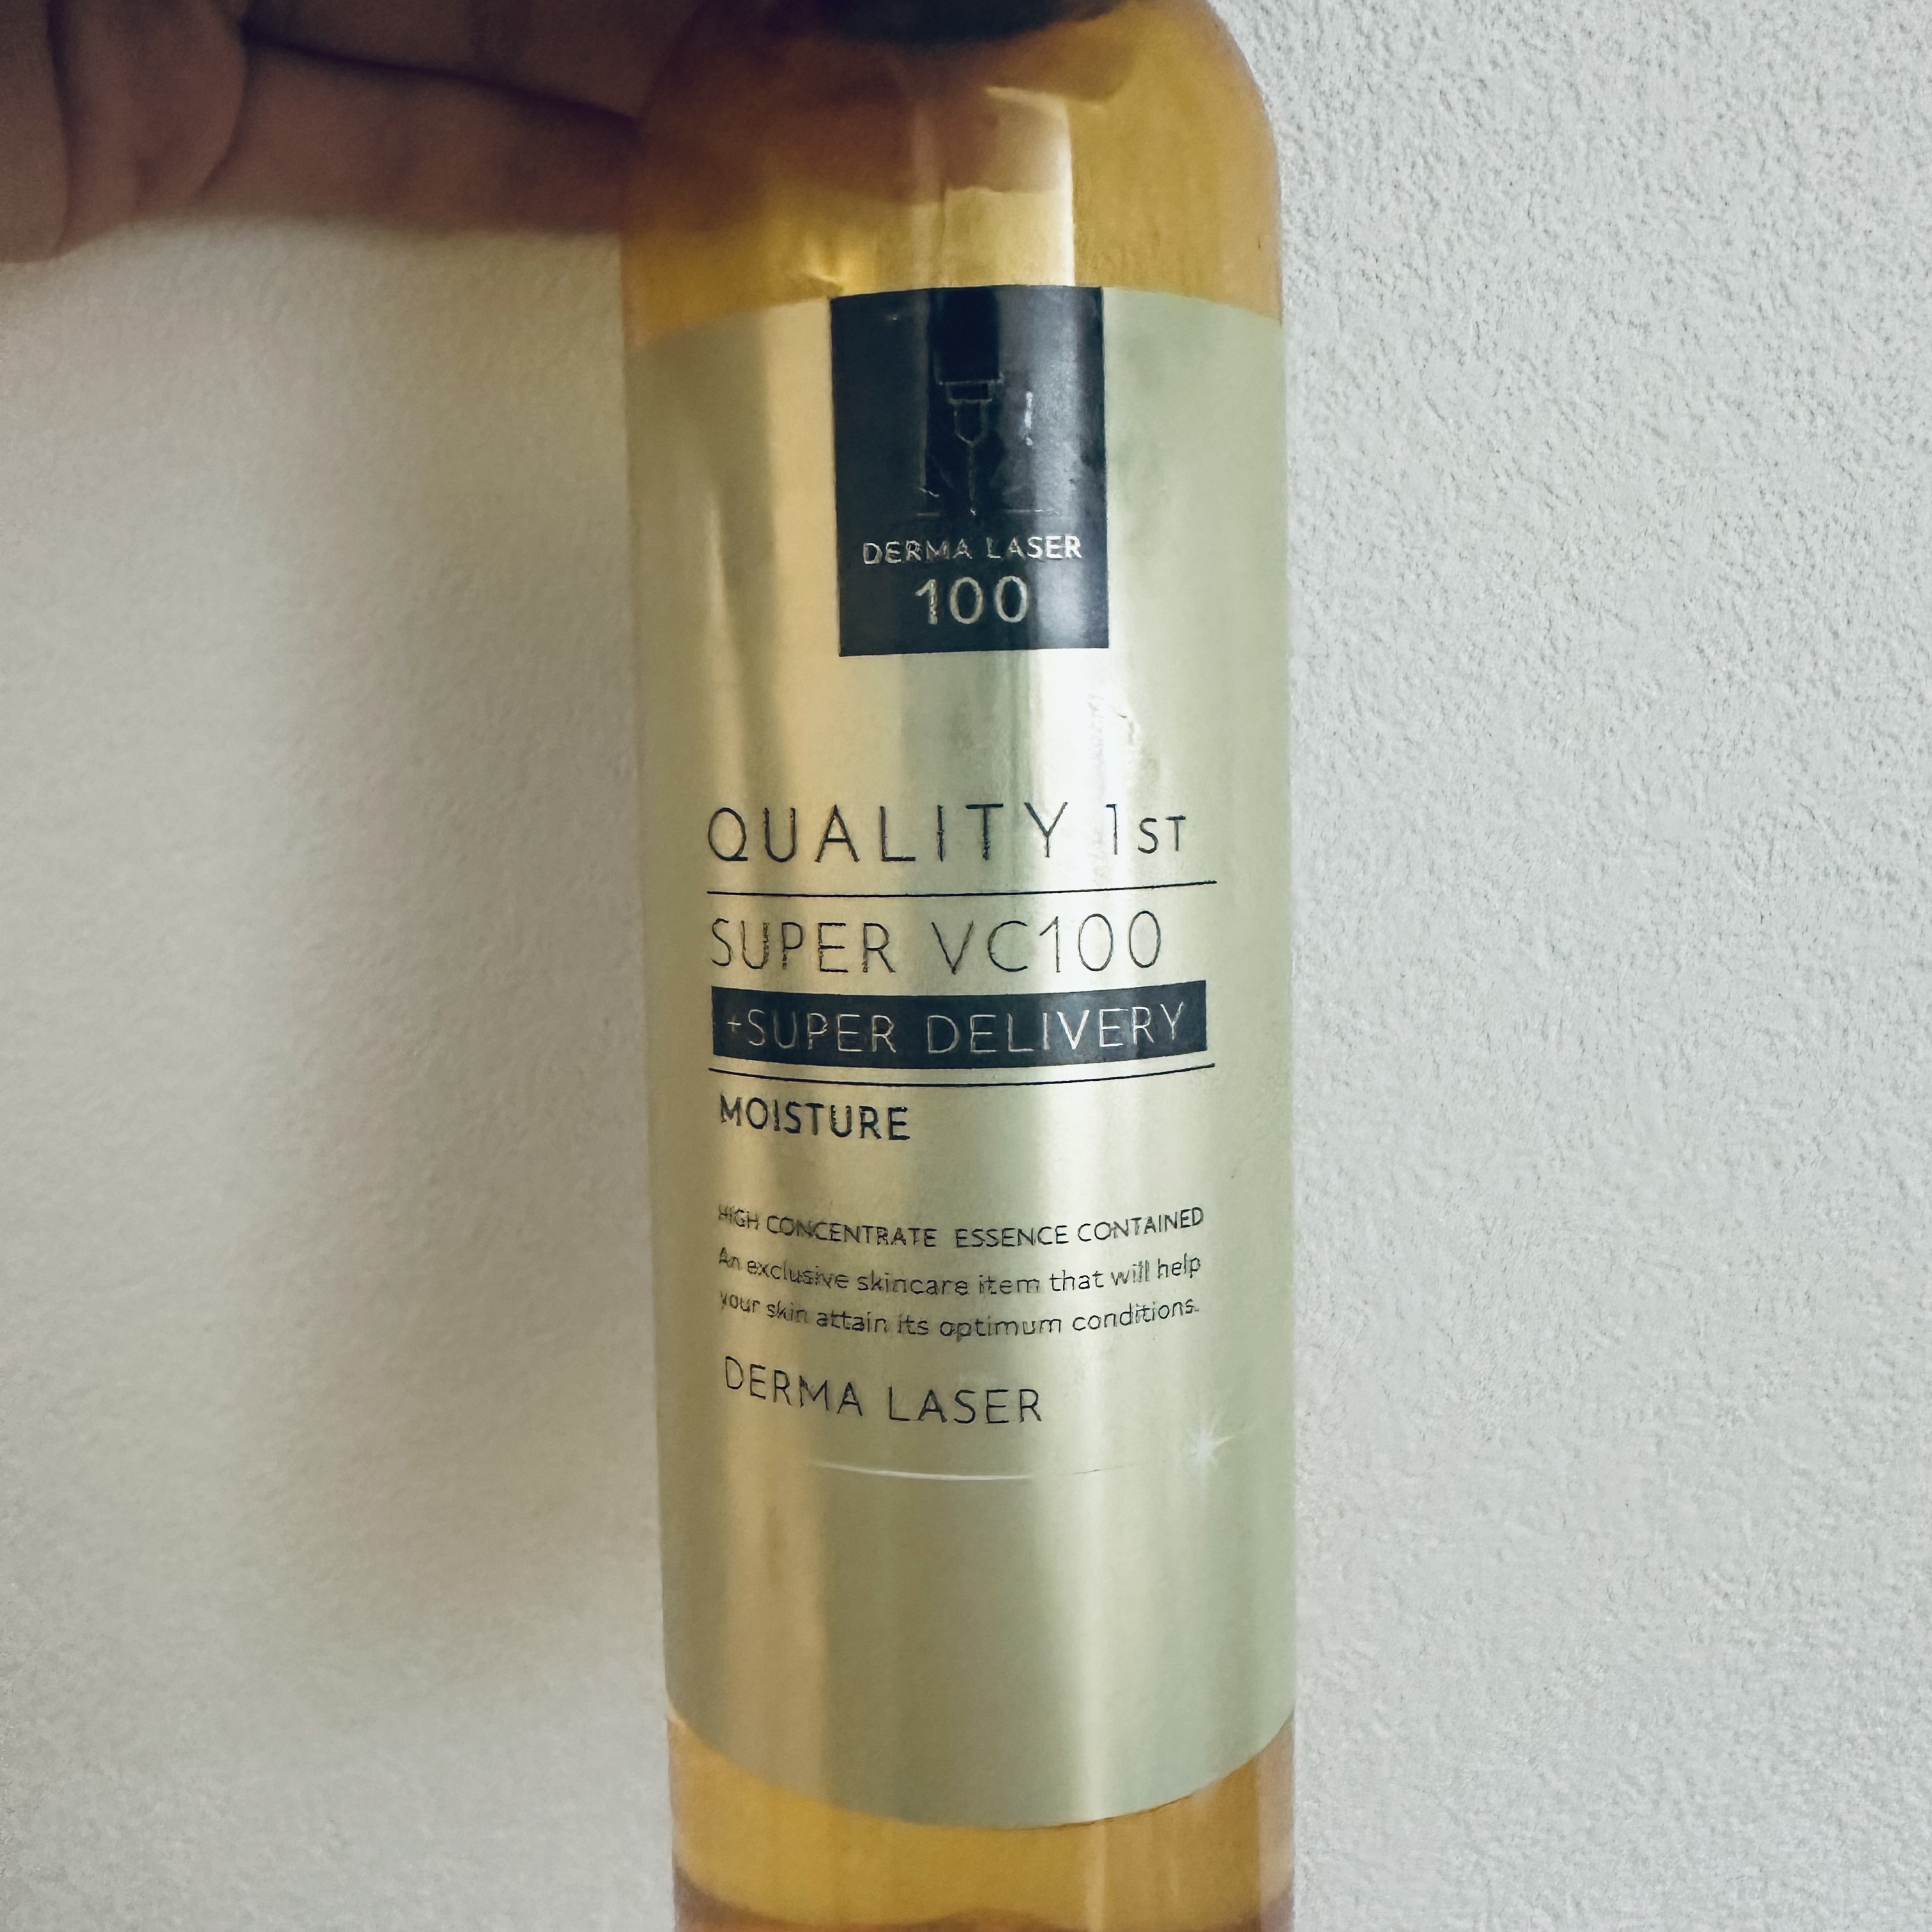 DERMA LASER
100
QUALITY 1ST
SUPER VC100
+SUPER DELIVERY
MOISTURE
HIGH CONCENTRATE ESSENCE CONTAINED
An exclusive skincare item that will help
your skin attain its optimum conditions.
DERMA LASER